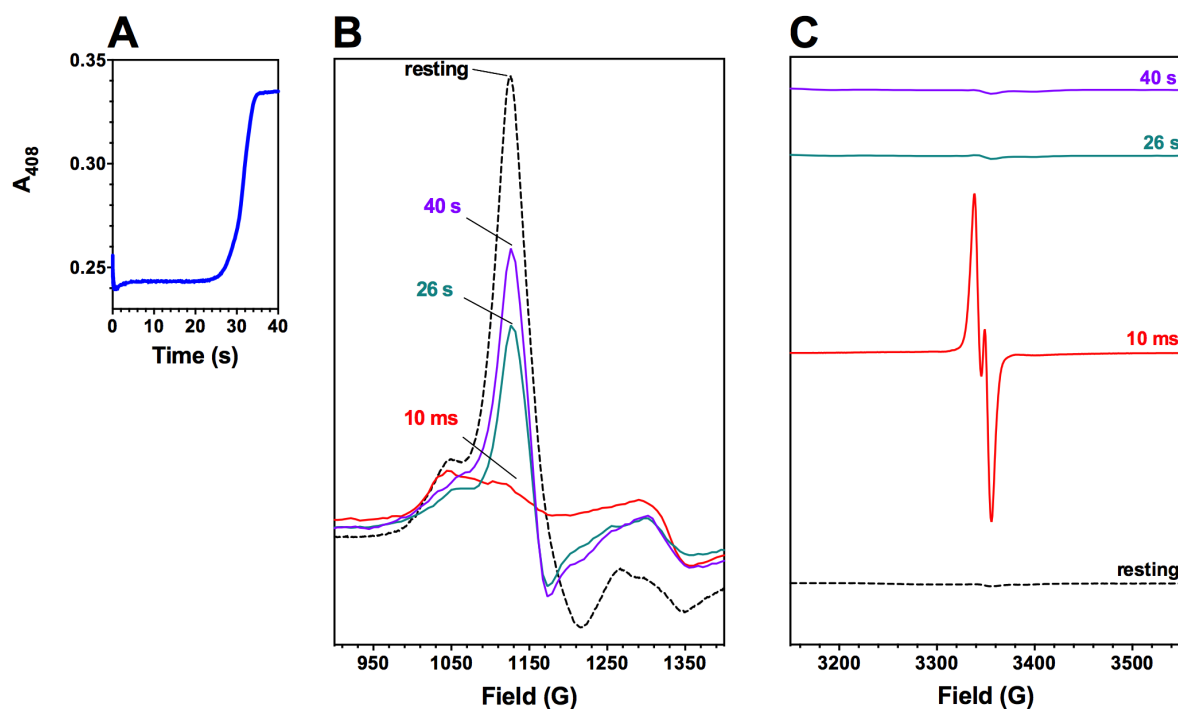 A
0.35
0.30
0.25
A408
0 10 20 30 40
Time (s)
B
resting
40 s
26 s
10 ms
950 1050 1150 1250 1350
Field (G)
C
40 s
26 s
10 ms
resting
3200 3300 3400 3500
Field (G)